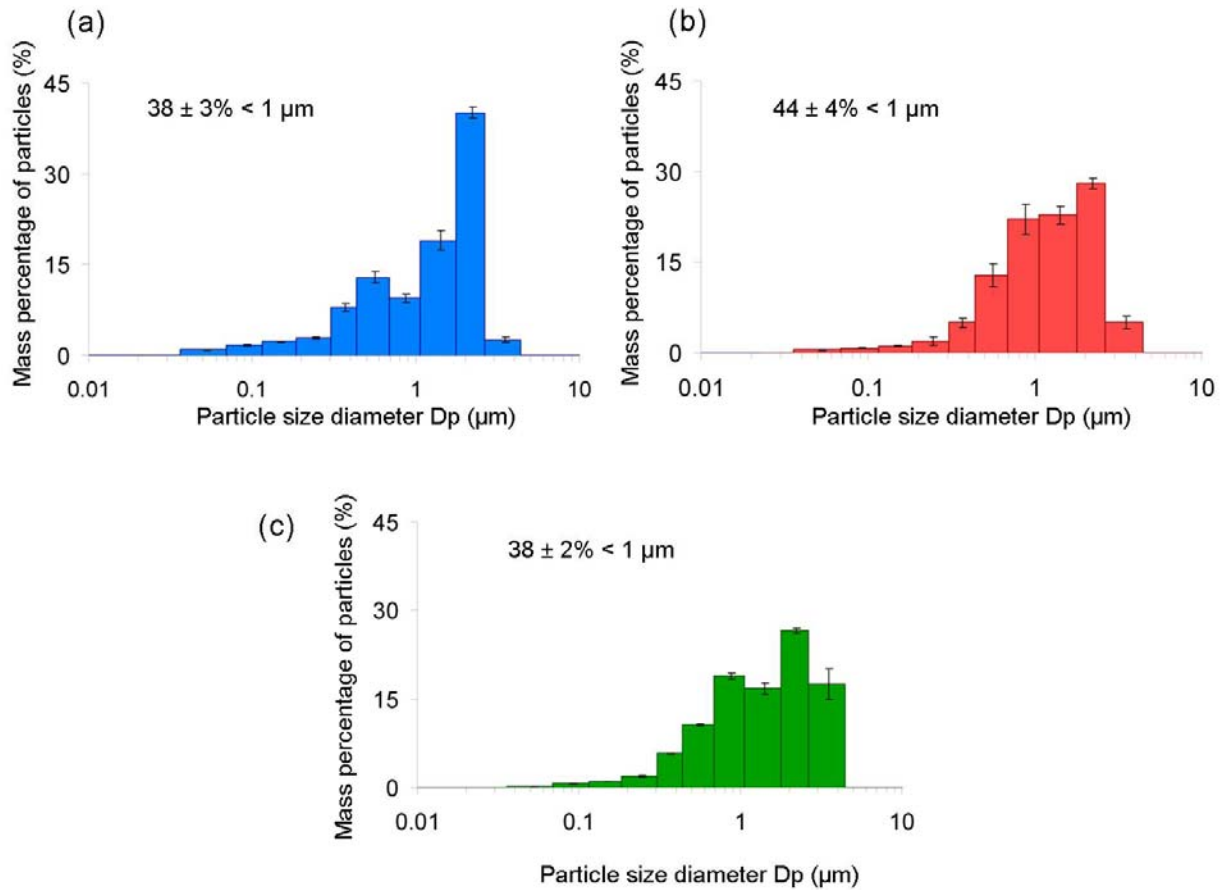 (a)
Mass percentage of particles (%)
38 ± 3% < 1 µm
45
30
15
0
0.01 0.1 1 10
Particle size diameter Dp (µm)
(b)
Mass percentage of particles (%)
44 ± 4% < 1 µm
45
30
15
0
0.01 0.1 1 10
Particle size diameter Dp (µm)
(c)
Mass percentage of particles (%)
38 ± 2% < 1 µm
45
30
15
0
0.01 0.1 1 10
Particle size diameter Dp (µm)